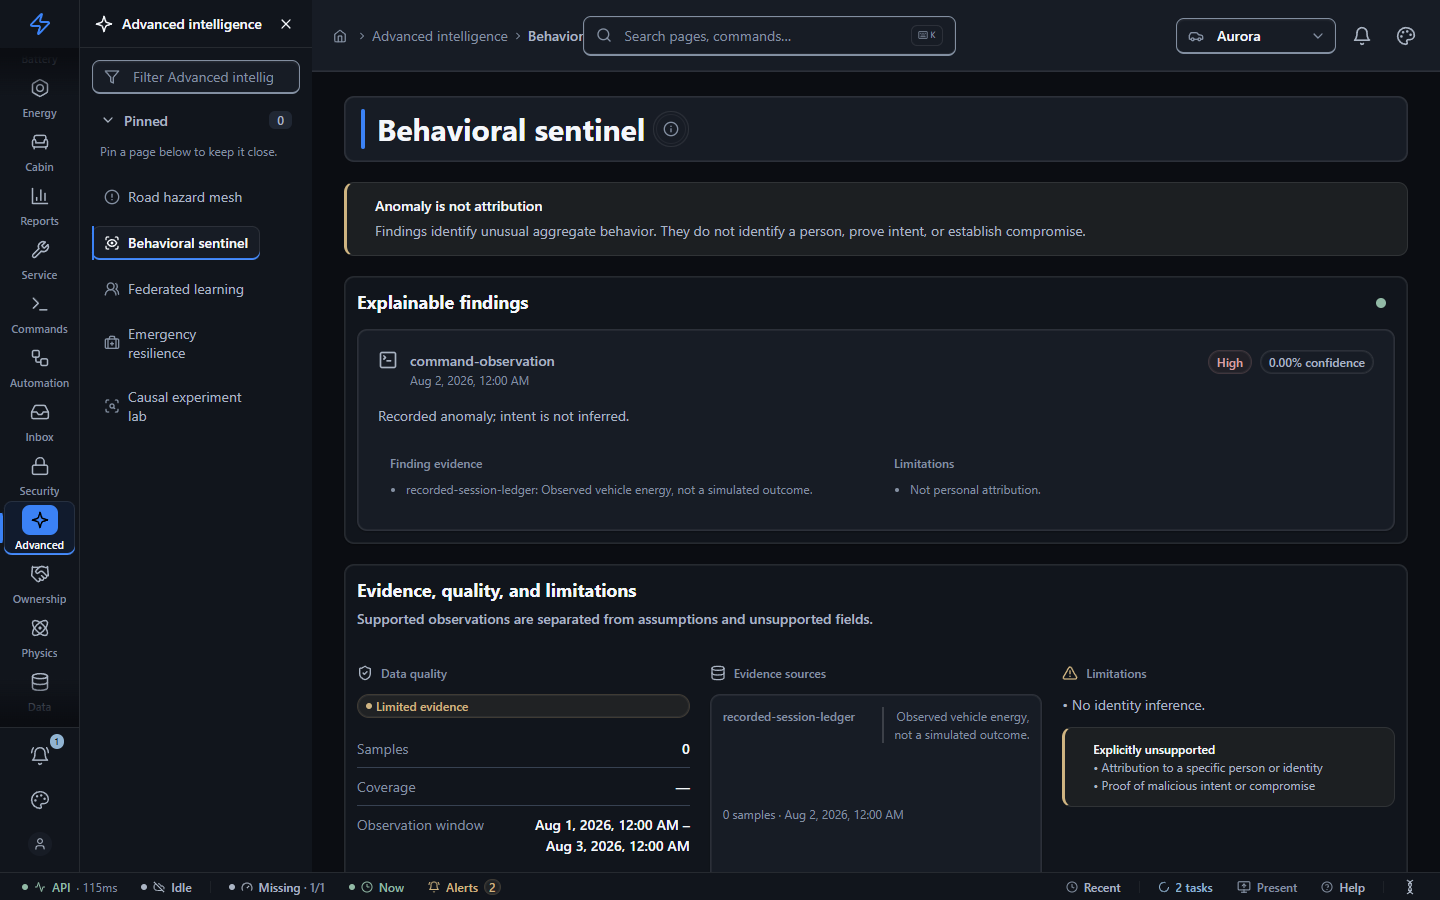 Advanced intelligence
Advanced intelligence
Behavior
Search pages, commands...
K
Aurora
Battery
Energy
Cabin
Reports
Service
Commands
Automation
Inbox
Security
Advanced
Ownership
Physics
Data
1
Filter Advanced intellig
Pinned
0
Pin a page below to keep it close.
Road hazard mesh
Behavioral sentinel
Federated learning
Emergency
resilience
Causal experiment
lab
Behavioral sentinel
Anomaly is not attribution
Findings identify unusual aggregate behavior. They do not identify a person, prove intent, or establish compromise.
Explainable findings
command-observation
Aug 2, 2026, 12:00 AM
High
0.00% confidence
Recorded anomaly; intent is not inferred.
Finding evidence
• recorded-session-ledger: Observed vehicle energy, not a simulated outcome.
Limitations
• Not personal attribution.
Evidence, quality, and limitations
Supported observations are separated from assumptions and unsupported fields.
Data quality
Limited evidence
Samples 0
Coverage —
Observation window Aug 1, 2026, 12:00 AM –
Aug 3, 2026, 12:00 AM
Evidence sources
recorded-session-ledger
Observed vehicle energy,
not a simulated outcome.
0 samples · Aug 2, 2026, 12:00 AM
Limitations
• No identity inference.
Explicitly unsupported
• Attribution to a specific person or identity
• Proof of malicious intent or compromise
API · 115ms
Idle
Missing · 1/1
Now
Alerts 2
Recent
2 tasks
Present
Help